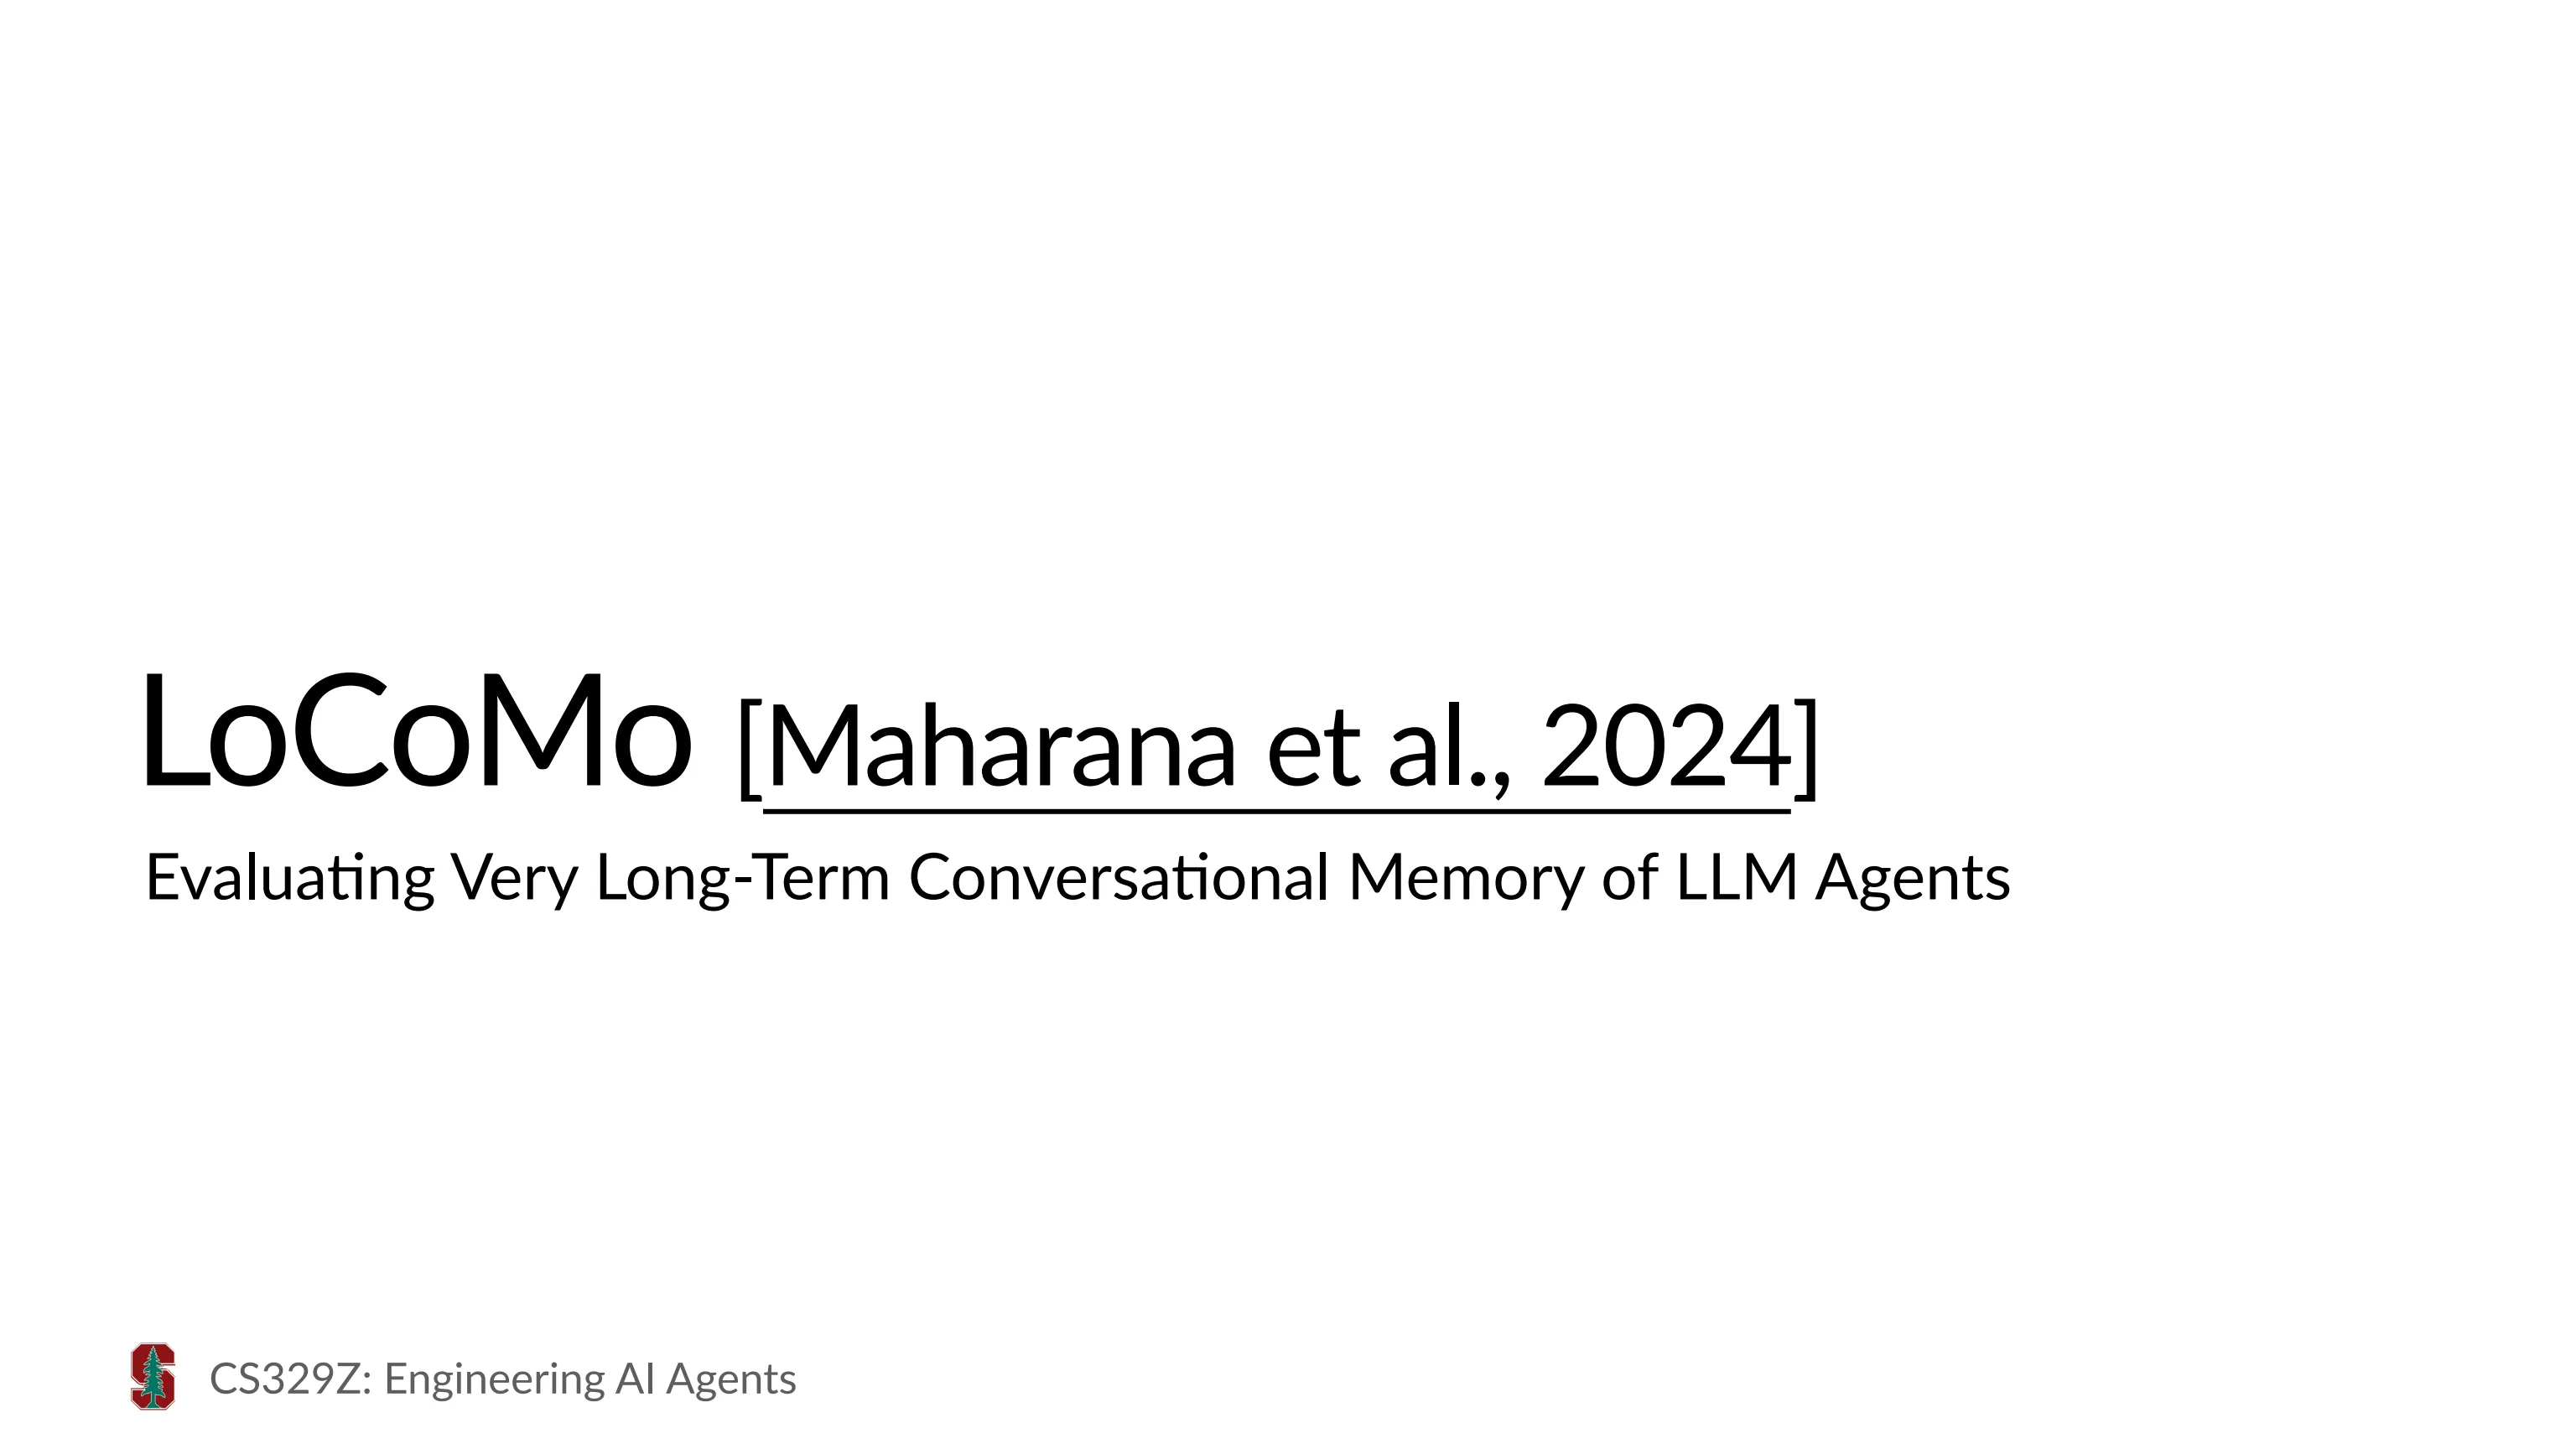 LoCoMo [Maharana et al., 2024]
Evaluating Very Long-Term Conversational Memory of LLM Agents
CS329Z: Engineering AI Agents